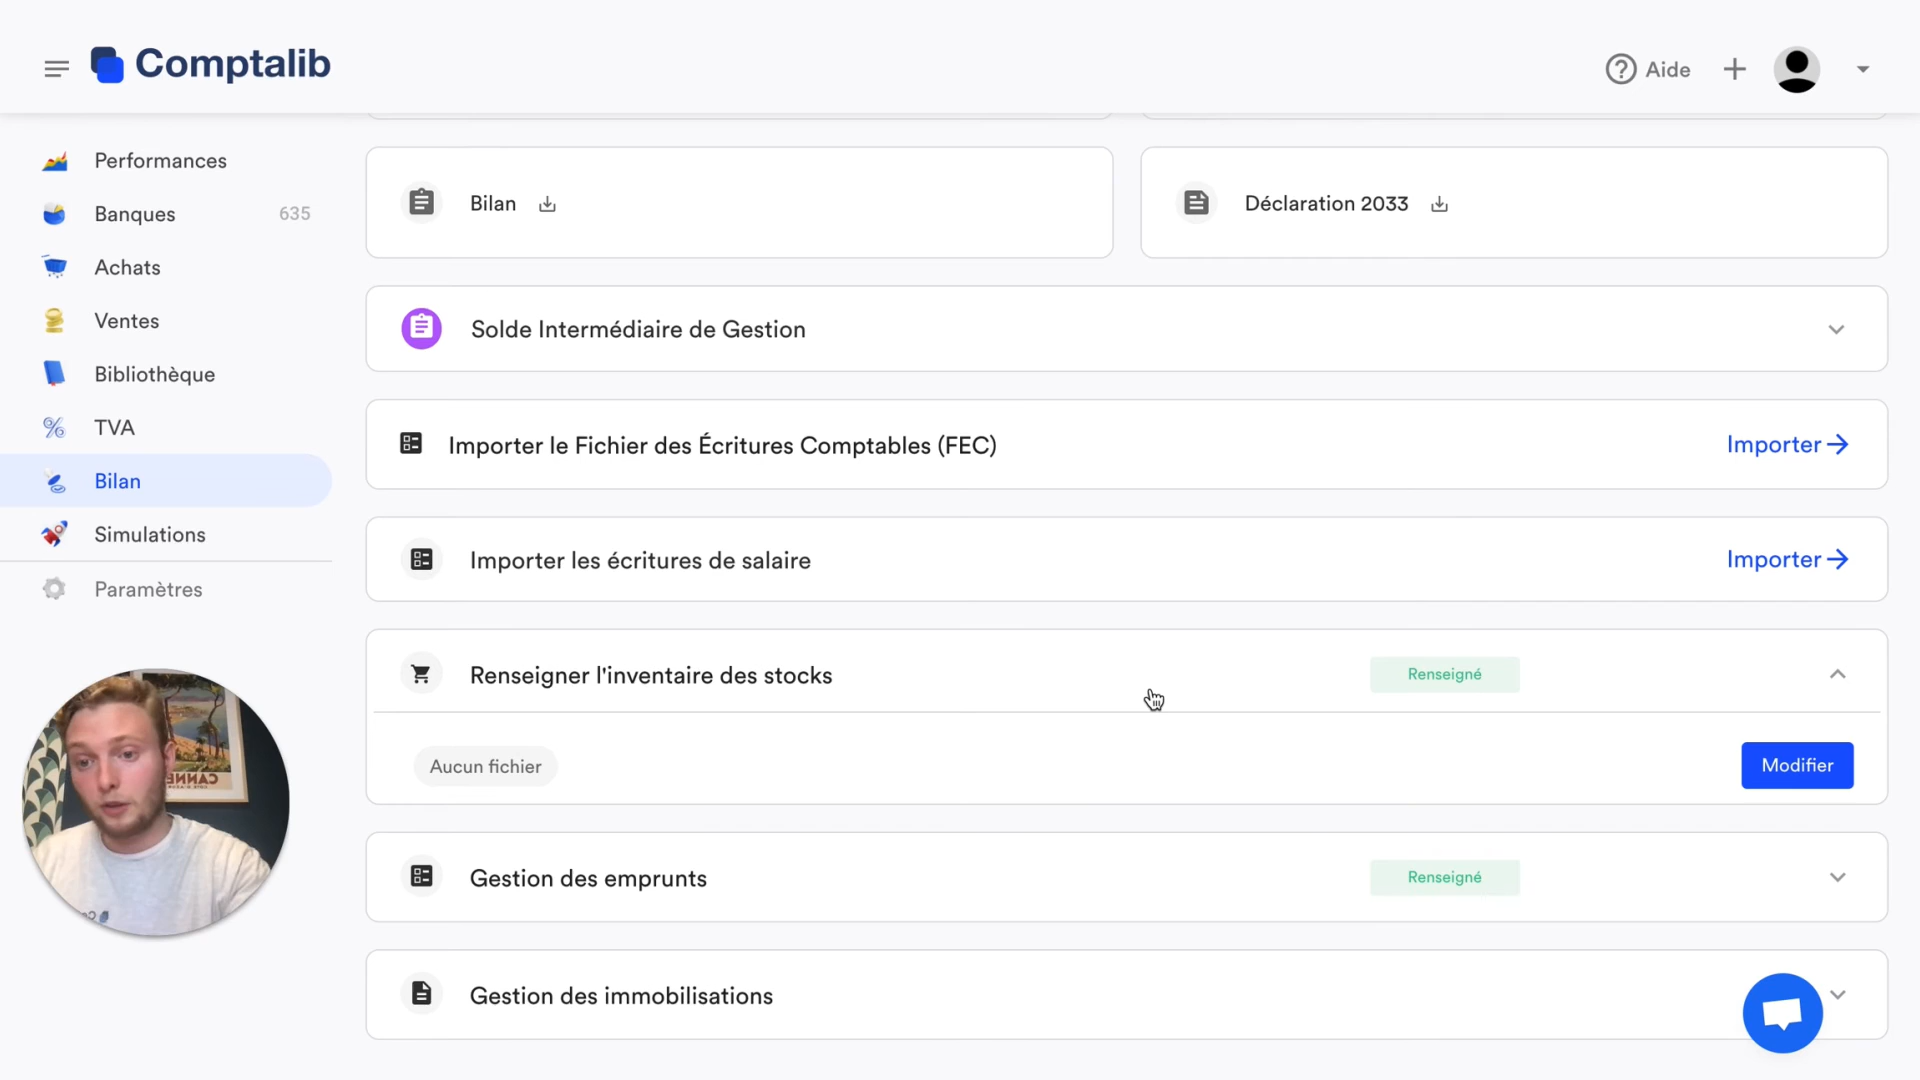 Comptalib
Aide
Performances
Banques 635
Achats
Ventes
Bibliothèque
TVA
Bilan
Simulations
Paramètres
Bilan
Déclaration 2033
Solde Intermédiaire de Gestion
Importer le Fichier des Écritures Comptables (FEC)
Importer
Importer les écritures de salaire
Importer
Renseigner l'inventaire des stocks
Renseigné
Aucun fichier
Modifier
Gestion des emprunts
Renseigné
Gestion des immobilisations